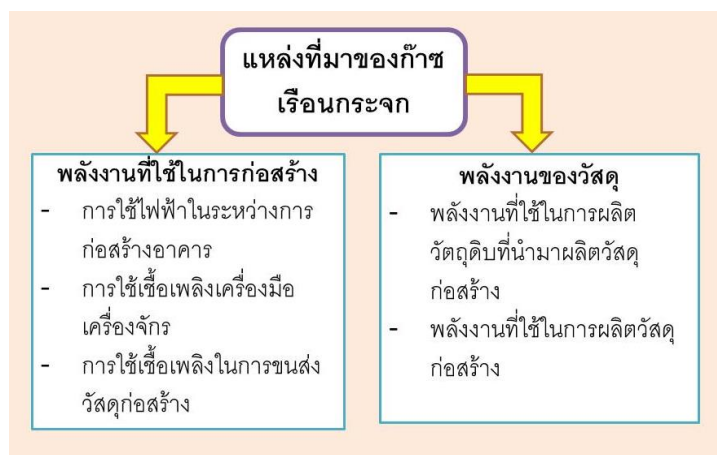 แหล่งที่มาของก๊าซ
เรือนกระจก
พลังงานที่ใช้ในการก่อสร้าง
- การใช้ไฟฟ้าในระหว่างการ
ก่อสร้างอาคาร
- การใช้เชื้อเพลิงเครื่องมือ
เครื่องจักร
- การใช้เชื้อเพลิงในการขนส่ง
วัสดุก่อสร้าง
พลังงานของวัสดุ
- พลังงานที่ใช้ในการผลิต
วัตถุดิบที่นำมาผลิตวัสดุ
ก่อสร้าง
- พลังงานที่ใช้ในการผลิตวัสดุ
ก่อสร้าง